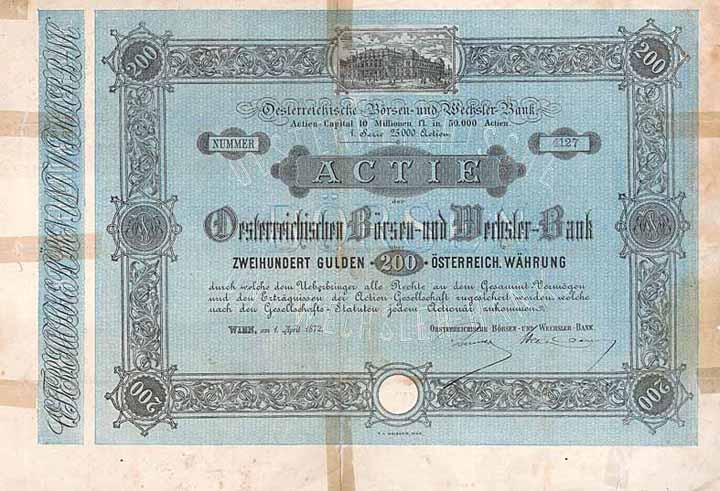 200
200
Oesterreichische Börsen- und Wechsler-Bank
Actien-Capital 10 Millionen fl. in 50.000 Actien
1. Serie 25000 Actien
NUMMER
4127
ACTIE
der
Oesterreichischen Börsen- und Wechsler-Bank
ZWEIHUNDERT GULDEN 200 ÖSTERREICH. WÄHRUNG
durch welche dem Ueberbringer alle Rechte an dem Gesammt-Vermögen
und den Erträgnissen der Actien-Gesellschaft zugesichert werden, welche
nach den Gesellschafts-Statuten jedem Actionär zukommen.
WIEN, am 1. April 1872.
OESTERREICHISCHE BÖRSEN- UND WECHSLER-BANK
200
200